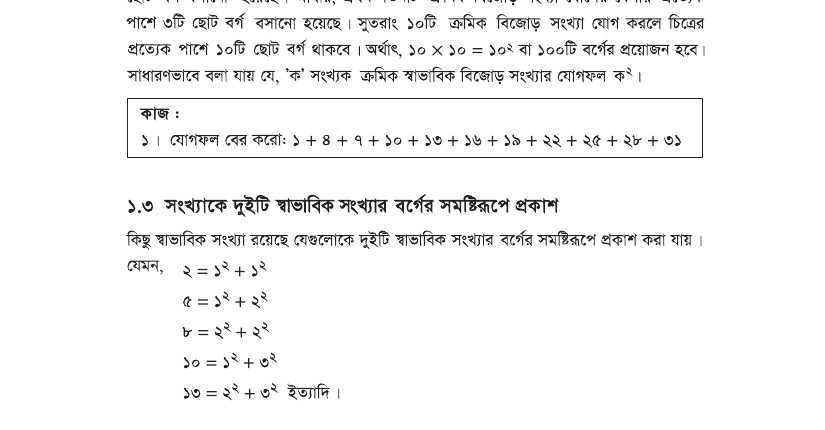 পাশে ৩টি ছোট বর্গ বসানো হয়েছে। সুতরাং ১০টি ক্রমিক বিজোড় সংখ্যা যোগ করলে চিত্রের
প্রত্যেক পাশে ১০টি ছোট বর্গ থাকবে। অর্থাৎ, ১০ × ১০ = ১০² বা ১০০টি বর্গের প্রয়োজন হবে।
সাধারণভাবে বলা যায় যে, 'ক' সংখ্যক ক্রমিক স্বাভাবিক বিজোড় সংখ্যার যোগফল ক²।
কাজ :
১। যোগফল বের করো: ১ + ৪ + ৭ + ১০ + ১৩ + ১৬ + ১৯ + ২২ + ২৫ + ২৮ + ৩১
১.৩ সংখ্যাকে দুইটি স্বাভাবিক সংখ্যার বর্গের সমষ্টিরূপে প্রকাশ
কিছু স্বাভাবিক সংখ্যা রয়েছে যেগুলোকে দুইটি স্বাভাবিক সংখ্যার বর্গের সমষ্টিরূপে প্রকাশ করা যায়।
যেমন, ২ = ১² + ১²
৫ = ১² + ২²
৮ = ২² + ২²
১০ = ১² + ৩²
১৩ = ২² + ৩² ইত্যাদি।